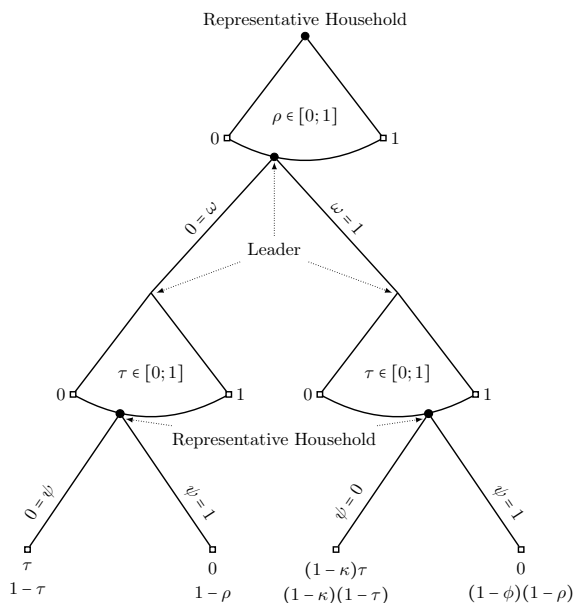 Representative Household
ρ ∈ [0; 1]
0
1
0 = ω
ω = 1
Leader
τ ∈ [0; 1]
τ ∈ [0; 1]
0
1
0
1
Representative Household
0 = ψ
ψ = 1
ψ = 0
ψ = 1
τ
0
(1 − κ)τ
0
1 − τ
1 − ρ
(1 − κ)(1 − τ)
(1 − ϕ)(1 − ρ)